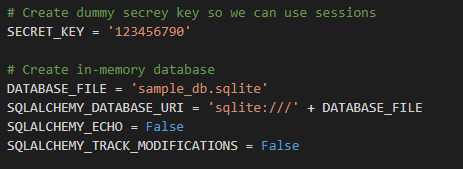 # Create dummy secrey key so we can use sessions
SECRET_KEY = '123456790'
# Create in-memory database
DATABASE_FILE = 'sample_db.sqlite'
SQLALCHEMY_DATABASE_URI = 'sqlite:///' + DATABASE_FILE
SQLALCHEMY_ECHO = False
SQLALCHEMY_TRACK_MODIFICATIONS = False